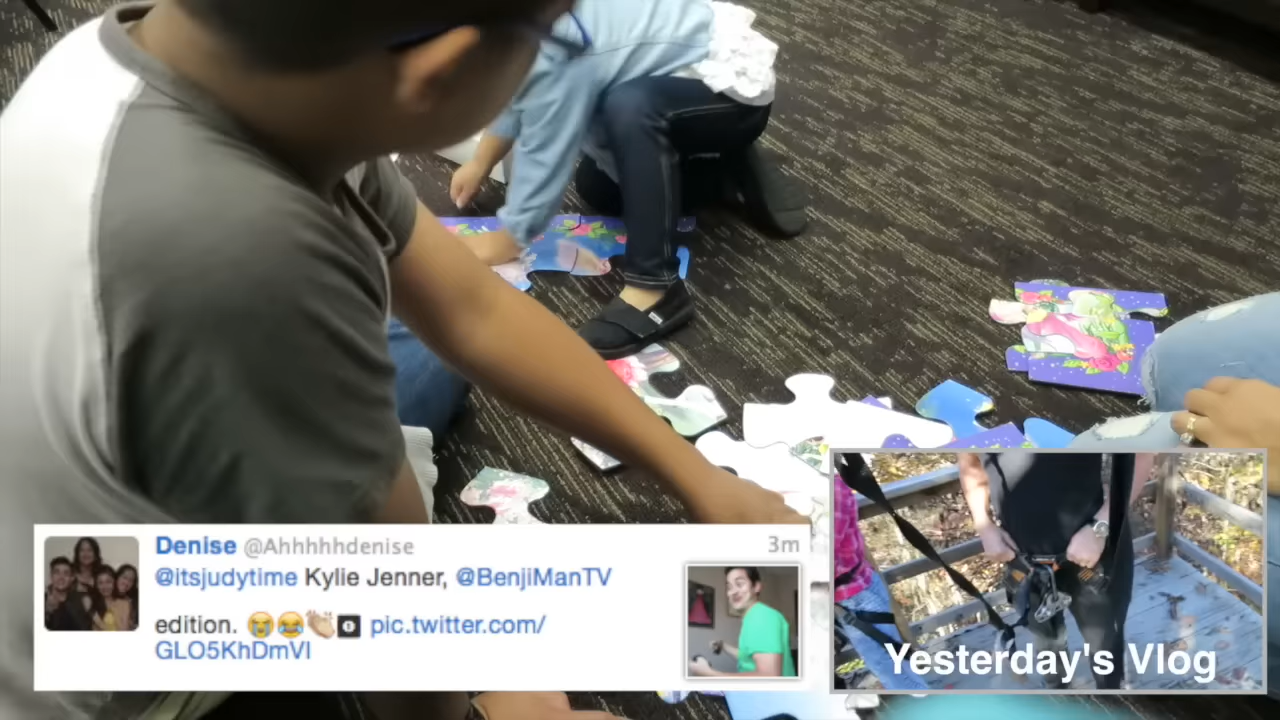 Denise @Ahhhhhdenise 3m
@itsjudytime Kylie Jenner, @BenjiManTV
edition. 😭😂👏 pic.twitter.com/
GLO5KhDmVI
Yesterday's Vlog